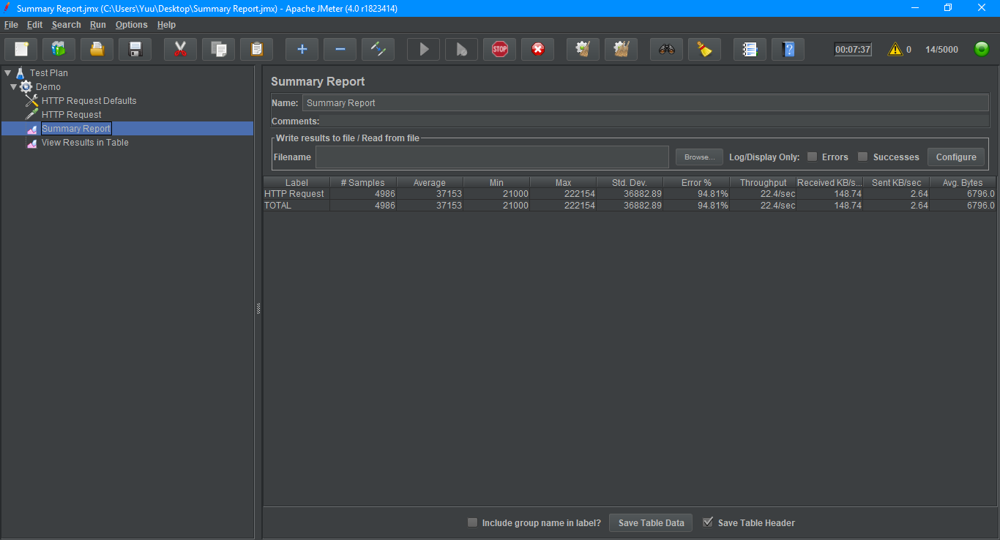 Summary Report.jmx (C:\Users\Yuu\Desktop\Summary Report.jmx) - Apache JMeter (4.0 r1823414)
File Edit Search Run Options Help
STOP ? 00:07:37 0 14/5000
Test Plan
Demo
HTTP Request Defaults
HTTP Request
Summary Report
View Results in Table
Summary Report
Name: Summary Report
Comments:
Write results to file / Read from file
Filename Browse... Log/Display Only: Errors Successes Configure
Label # Samples Average Min Max Std. Dev. Error % Throughput Received KB/s... Sent KB/sec Avg. Bytes
HTTP Request 4986 37153 21000 222154 36882.89 94.81% 22.4/sec 148.74 2.64 6796.0
TOTAL 4986 37153 21000 222154 36882.89 94.81% 22.4/sec 148.74 2.64 6796.0
Include group name in label? Save Table Data Save Table Header